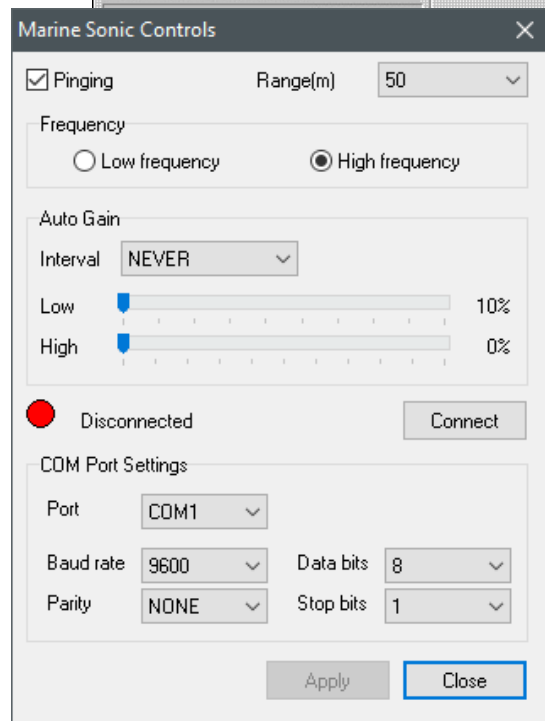 Marine Sonic Controls
Pinging Range(m) 50
Frequency
Low frequency High frequency
Auto Gain
Interval NEVER
Low 10%
High 0%
Disconnected Connect
COM Port Settings
Port COM1
Baud rate 9600 Data bits 8
Parity NONE Stop bits 1
Apply Close